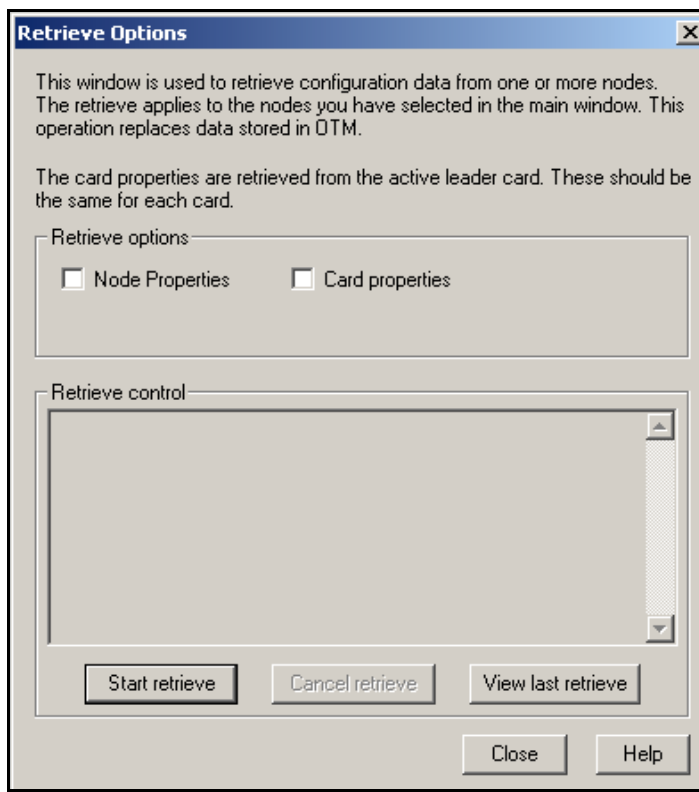 Retrieve Options
This window is used to retrieve configuration data from one or more nodes.
The retrieve applies to the nodes you have selected in the main window. This
operation replaces data stored in OTM.
The card properties are retrieved from the active leader card. These should be
the same for each card.
Retrieve options
Node Properties Card properties
Retrieve control
Start retrieve Cancel retrieve View last retrieve
Close Help